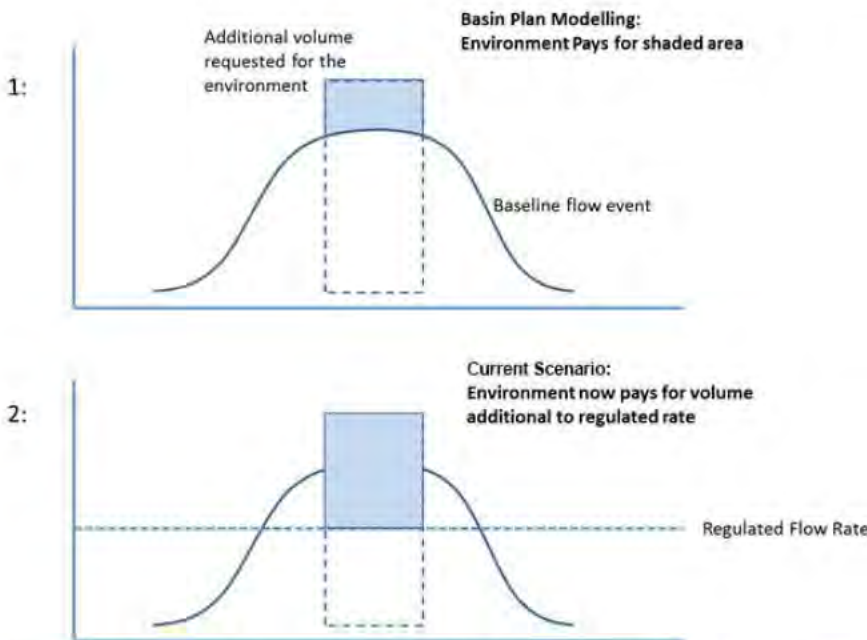 Basin Plan Modelling:
Environment Pays for shaded area
Additional volume
requested for the
environment
1:
Baseline flow event
Current Scenario:
Environment now pays for volume
additional to regulated rate
2:
Regulated Flow Rate